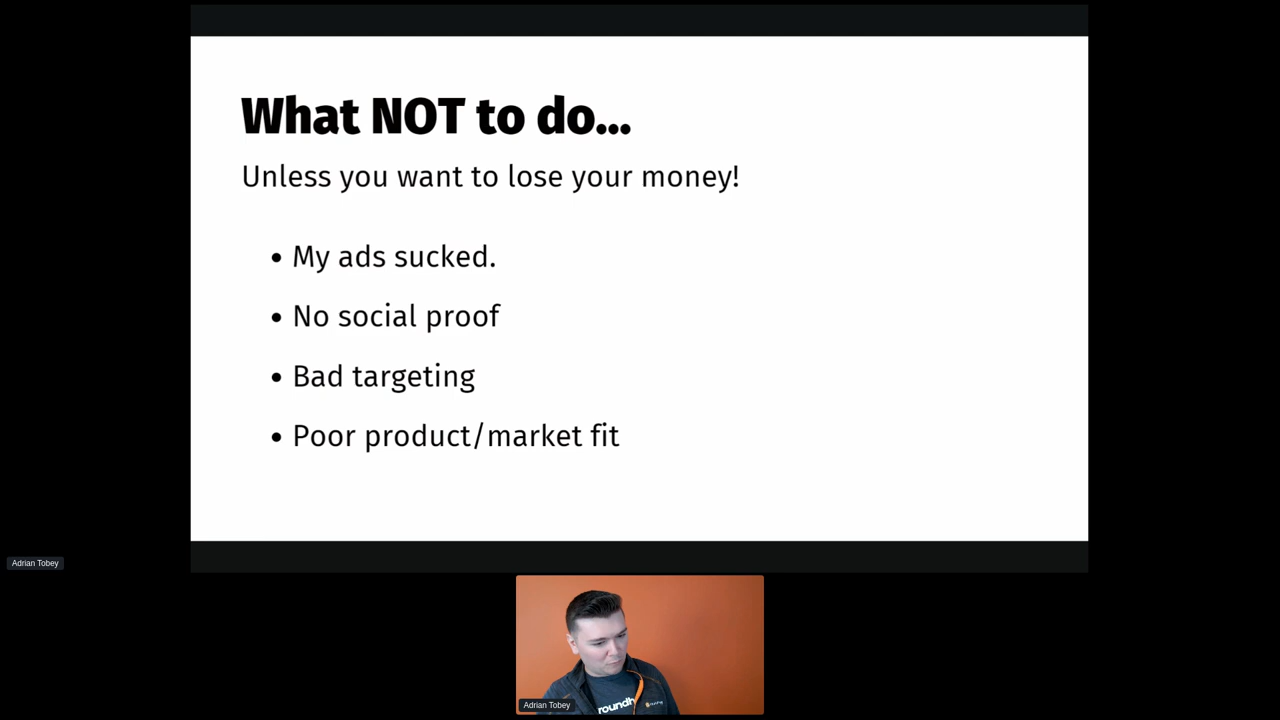 What NOT to do...
Unless you want to lose your money!
• My ads sucked.
• No social proof
• Bad targeting
• Poor product/market fit
Adrian Tobey
roundh
Adrian Tobey